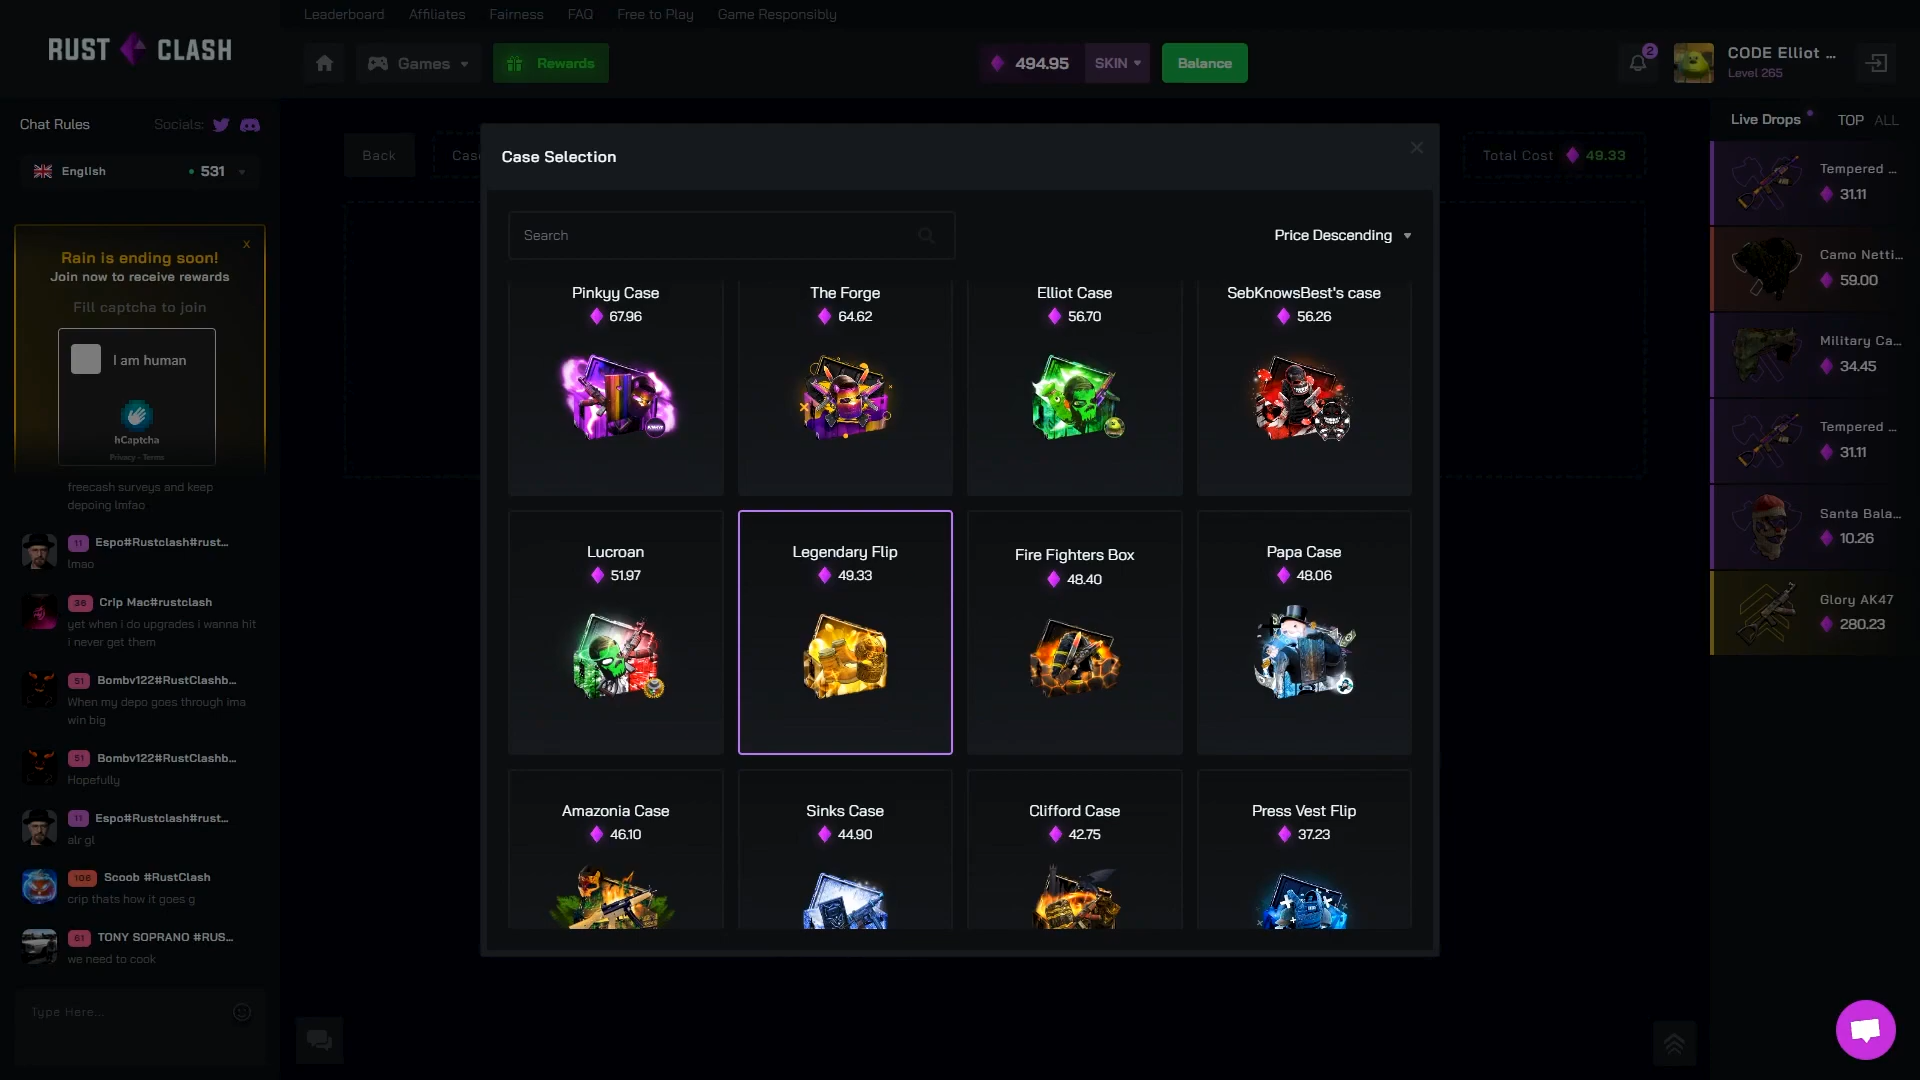 Leaderboard Affiliates Fairness FAQ Free to Play Game Responsibly
RUST CLASH
Games
Rewards
494.95
SKIN
Balance
2
CODE Elliot ...
Level 265
Chat Rules
Socials:
English
531
x
Rain is ending soon!
Join now to receive rewards
Fill captcha to join
I am human
hCaptcha
Privacy - Terms
freecash surveys and keep
depoing lmfao
11 Espo#Rustclash#rust...
lmao
36 Crip Mac#rustclash
yet when i do upgrades i wanna hit
i never get them
51 Bombv122#RustClashb...
When my depo goes through ima
win big
51 Bombv122#RustClashb...
Hopefully
11 Espo#Rustclash#rust...
alr gl
106 Scoob #RustClash
crip thats how it goes g
61 TONY SOPRANO #RUS...
we need to cook
Type Here...
Back
Total Cost 49.33
Case Selection
Search
Price Descending
Pinkyy Case
67.96
The Forge
64.62
Elliot Case
56.70
SebKnowsBest's case
56.26
Lucroan
51.97
Legendary Flip
49.33
Fire Fighters Box
48.40
Papa Case
48.06
Amazonia Case
46.10
Sinks Case
44.90
Clifford Case
42.75
Press Vest Flip
37.23
Live Drops
TOP ALL
Tempered ...
31.11
Camo Netti...
59.00
Military Ca...
34.45
Tempered ...
31.11
Santa Bala...
10.26
Glory AK47
280.23